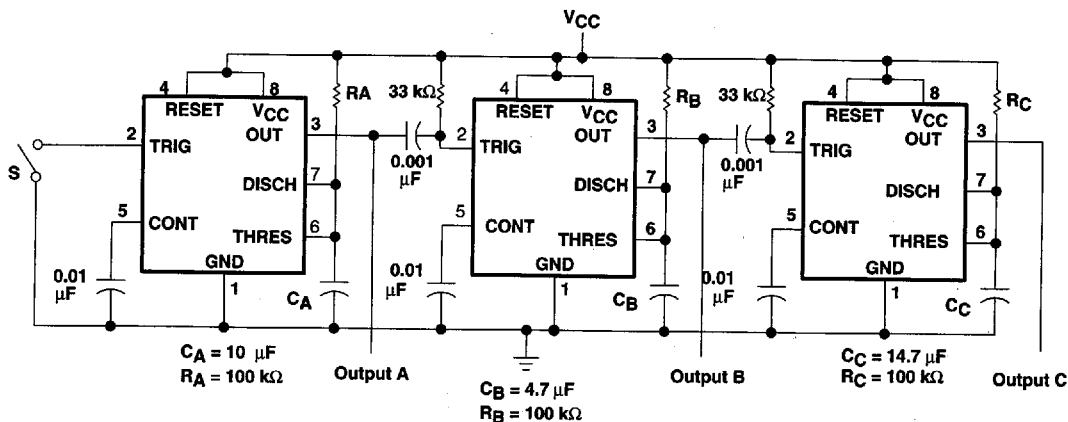 VCC
4
8
RESET
VCC
OUT
3
2
TRIG
S
DISCH
7
5
CONT
6
THRES
GND
1
0.01
µF
RA
CA
33 kΩ
0.001
µF
4
8
RESET
VCC
OUT
3
2
TRIG
DISCH
7
5
CONT
6
THRES
GND
1
0.01
µF
RB
CB
33 kΩ
0.001
µF
4
8
RESET
VCC
OUT
3
2
TRIG
DISCH
7
5
CONT
6
THRES
GND
1
0.01
µF
RC
CC
CA = 10 µF
RA = 100 kΩ
Output A
CB = 4.7 µF
RB = 100 kΩ
Output B
CC = 14.7 µF
RC = 100 kΩ
Output C